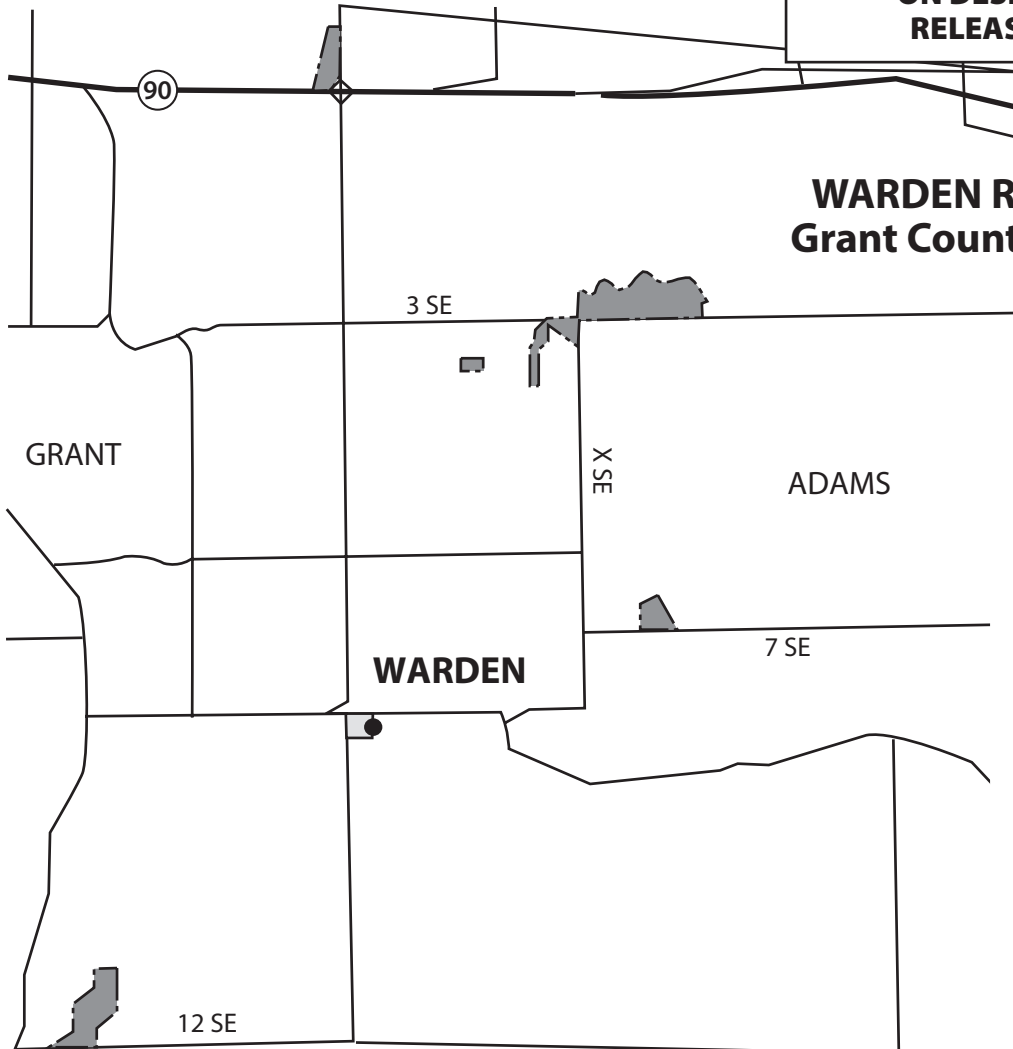 RELEAS
90
WARDEN R
Grant Count
3 SE
GRANT
X SE
ADAMS
7 SE
WARDEN
12 SE